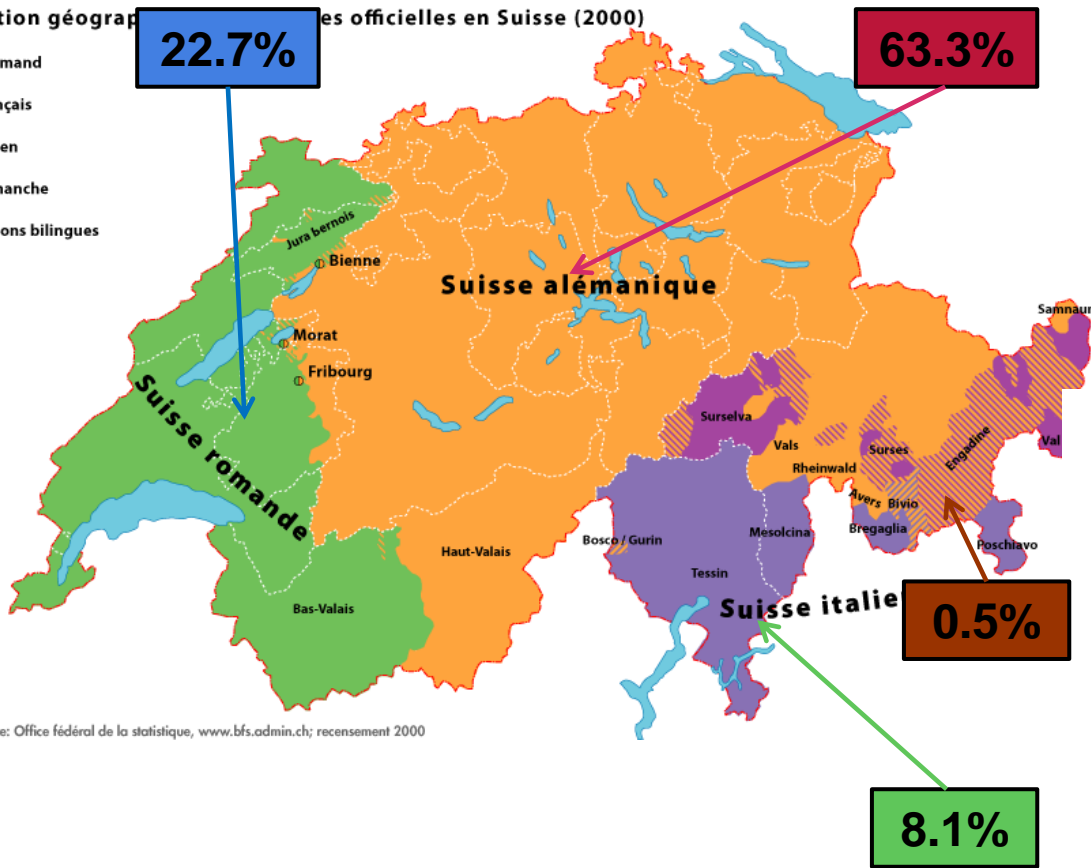 tion géograp es officielles en Suisse (2000)
22.7%
63.3%
mand
nçais
en
manche
ons bilingues
Jura bernois
Bienne
Suisse alémanique
Morat
Fribourg
Samnaun
Suisse romande
Surselva
Vals
Surses
Engadine
Val
Rheinwald
Avers
Bivio
Bregaglia
Haut-Valais
Bosco / Gurin
Mesolcina
Poschiavo
Tessin
Bas-Valais
Suisse italie
0.5%
e: Office fédéral de la statistique, www.bfs.admin.ch; recensement 2000
8.1%